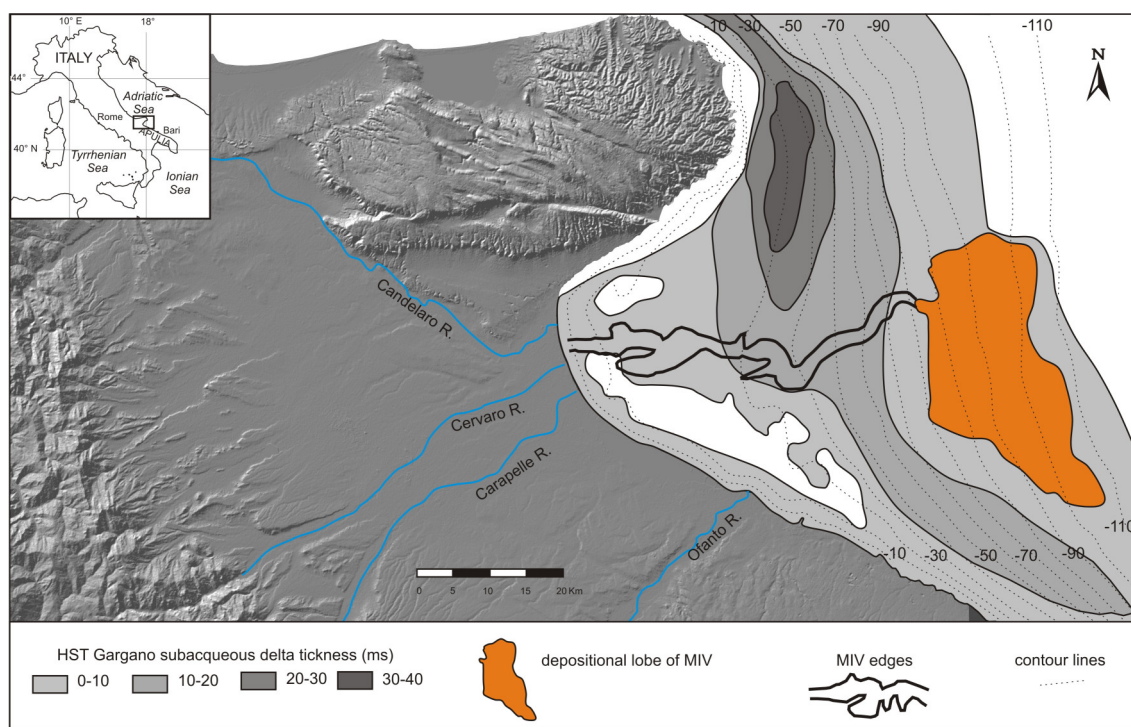 10° E
18°
ITALY
44°
Adriatic
Sea
Rome
Bari
APULIA
40° N
Tyrrhenian
Sea
Ionian
Sea
-10
-30
-50
-70
-90
-110
N
Candelaro R.
Cervaro R.
Carapelle R.
Ofanto R.
-10
-30
-50
-70
-90
-110
0
5
10
15
20 Km
HST Gargano subacqueous delta tickness (ms)
0-10
10-20
20-30
30-40
depositional lobe of MIV
MIV edges
contour lines